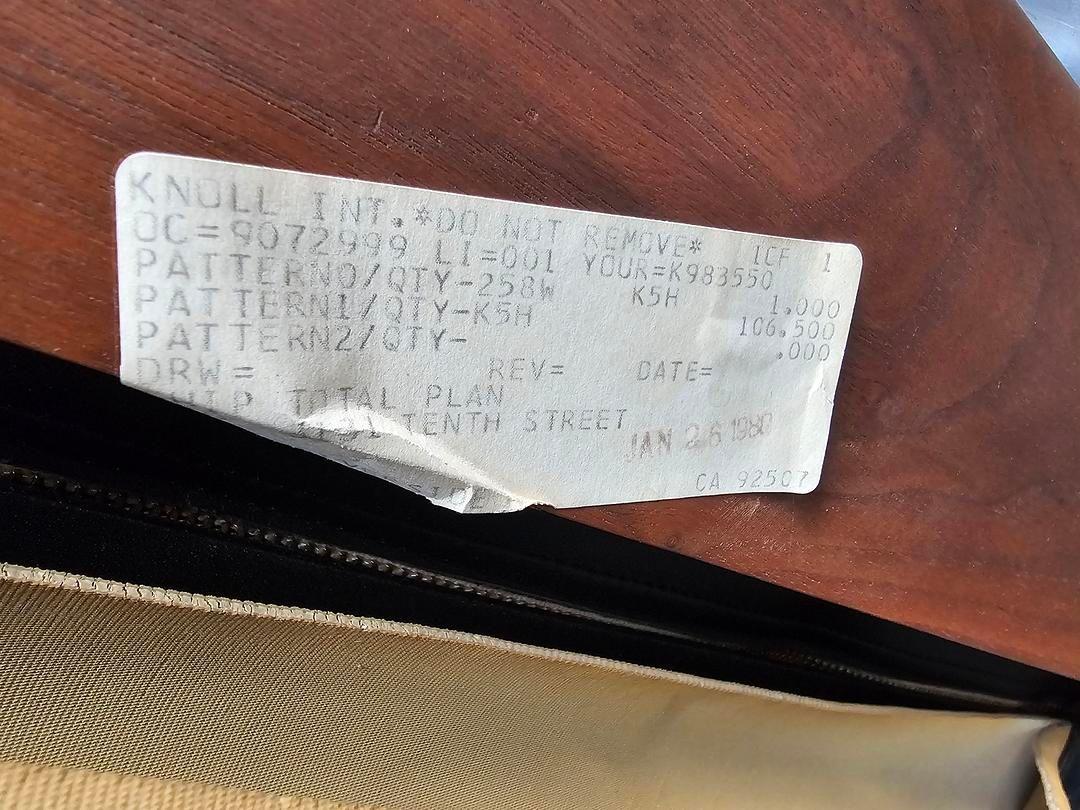 KNOLL INT.*DO NOT REMOVE* 1CF 1
OC=9072999 LI=001 YOUR=K983550
PATTERN0/QTY-258W K5H 1.000
PATTERN1/QTY-K5H 106.500
PATTERN2/QTY- .000
DRW= REV= DATE=
SHIP TOTAL PLAN
TENTH STREET
JAN 26 1980
CA 92507